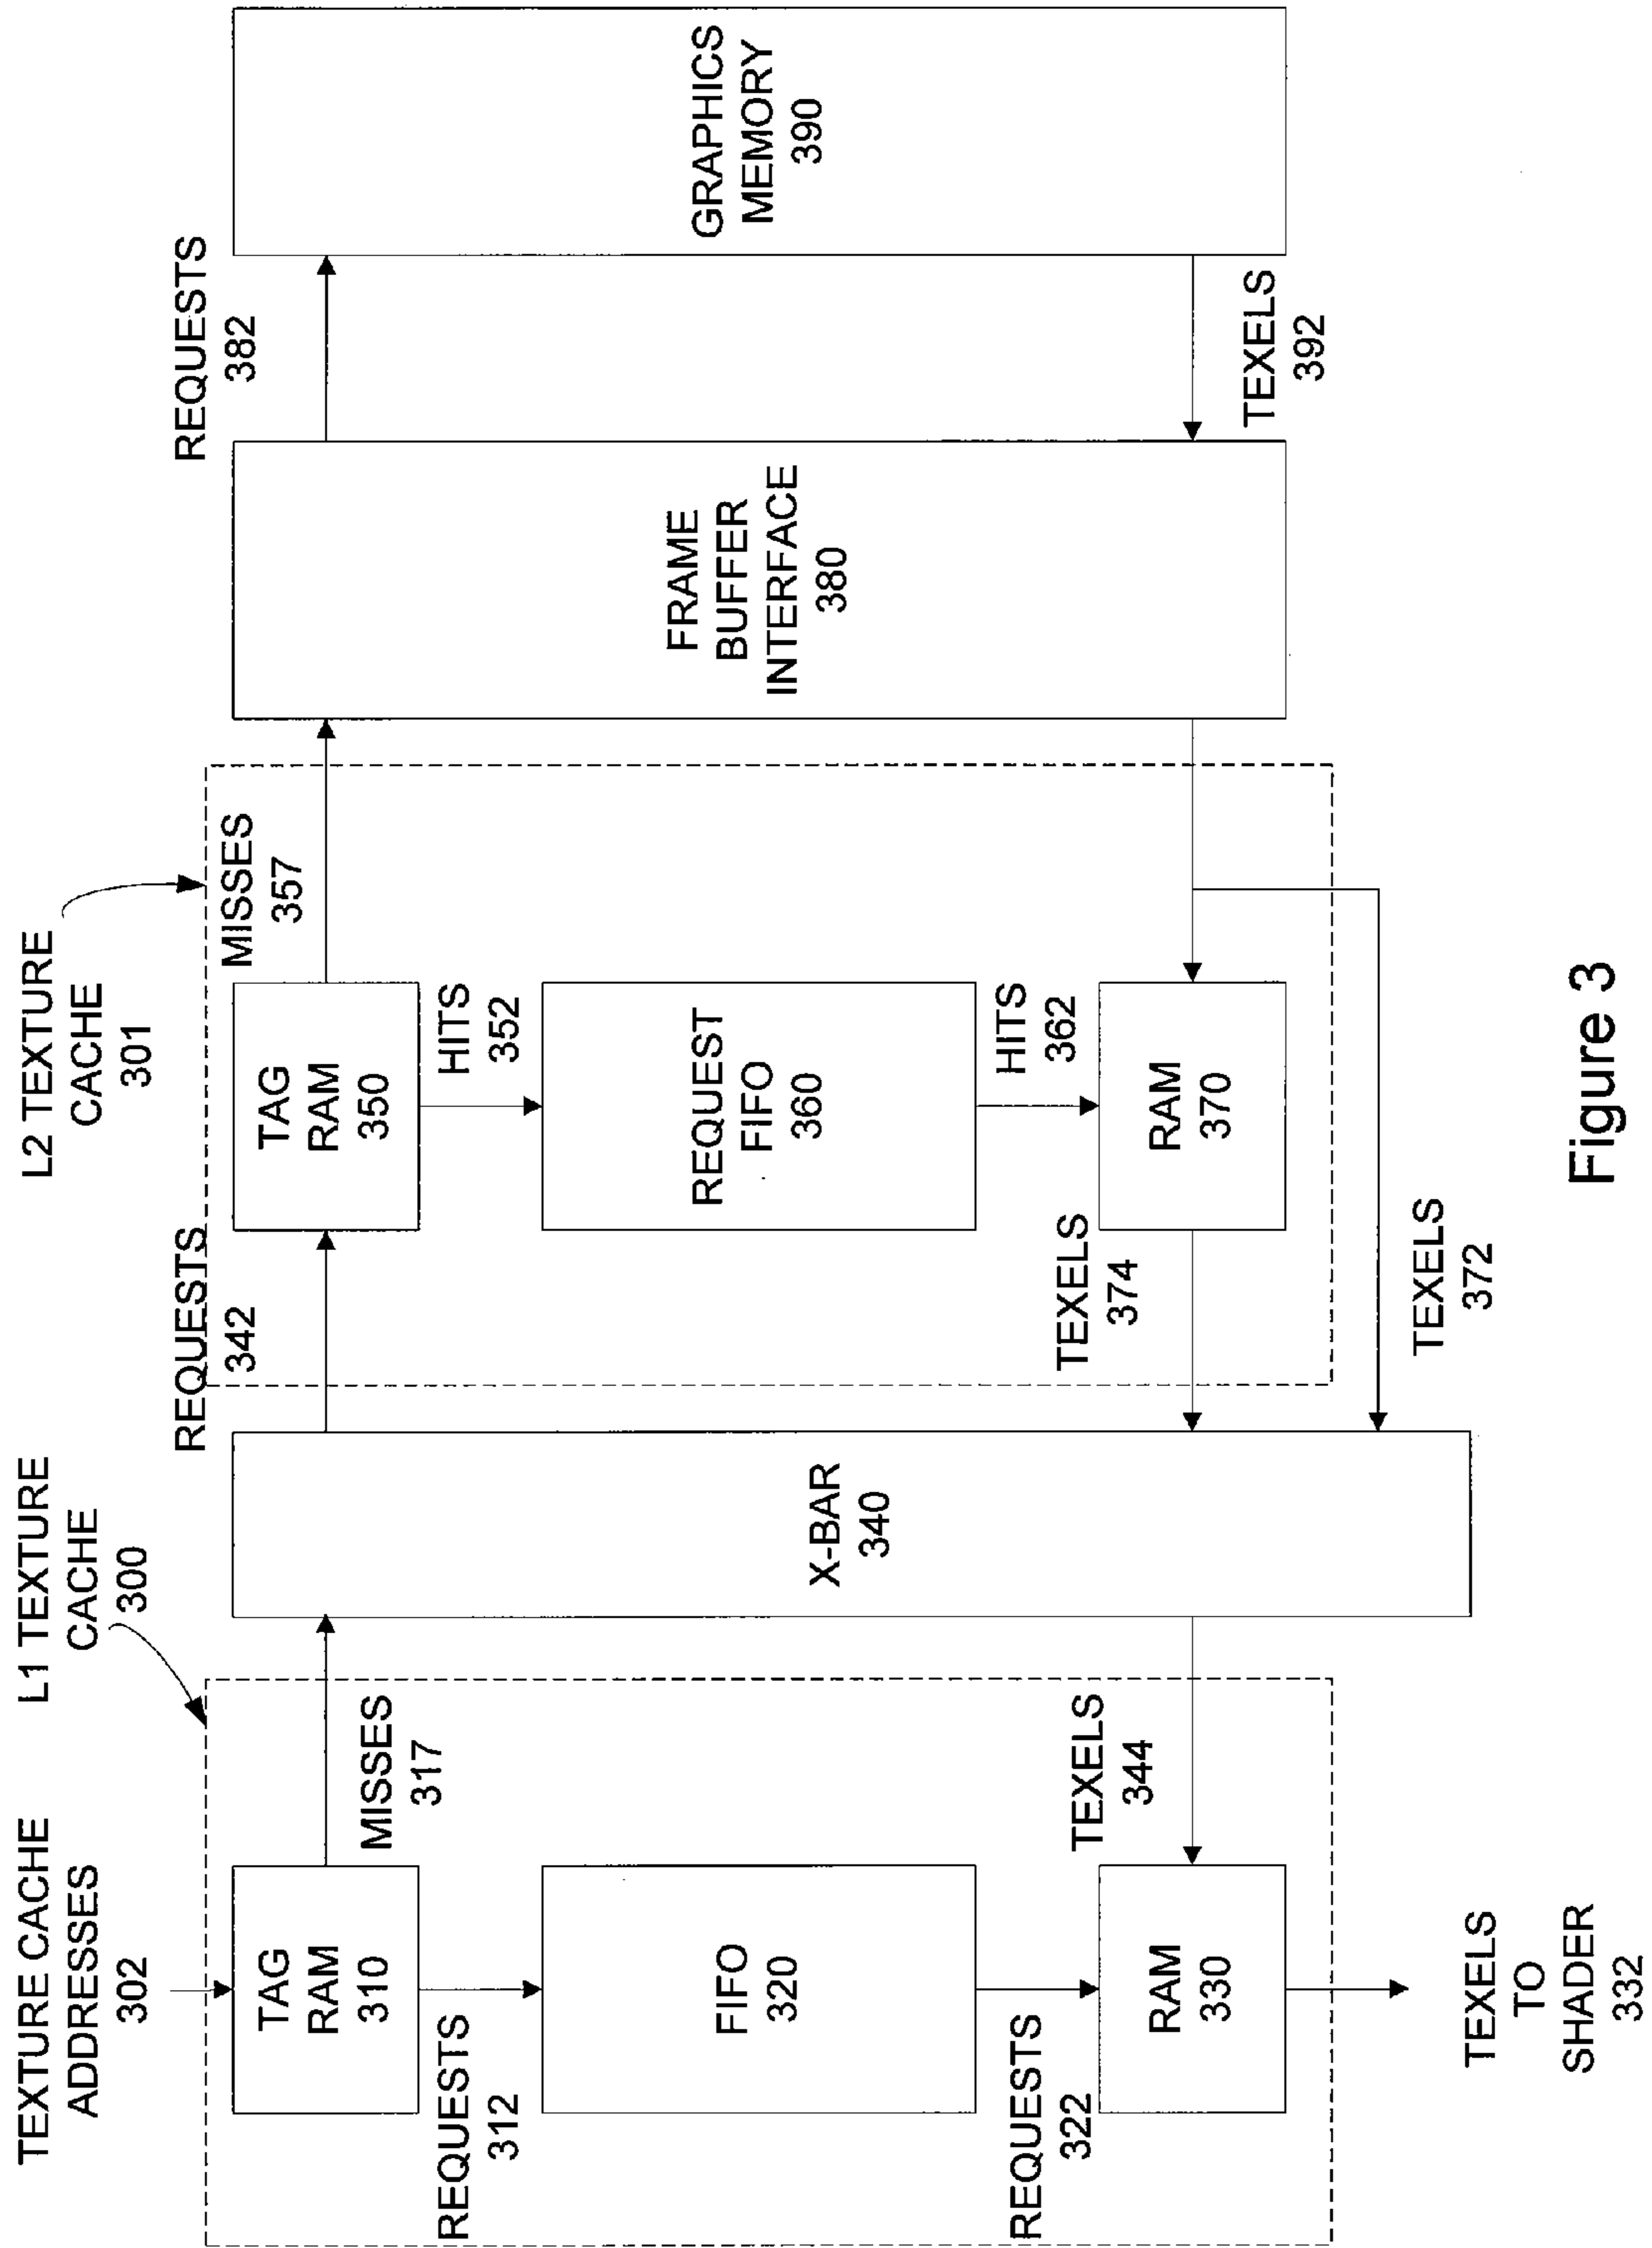 TEXTURE CACHE
ADDRESSES
302
L1 TEXTURE
CACHE
300
L2 TEXTURE
CACHE
301
TAG
RAM
310
MISSES
317
REQUESTS
312
FIFO
320
REQUESTS
322
RAM
330
TEXELS
344
TEXELS
TO
SHADER
332
X-BAR
340
REQUESTS
342
TAG
RAM
350
MISSES
357
HITS
352
REQUEST
FIFO
360
HITS
362
RAM
370
TEXELS
374
TEXELS
372
FRAME
BUFFER
INTERFACE
380
REQUESTS
382
TEXELS
392
GRAPHICS
MEMORY
390
Figure 3